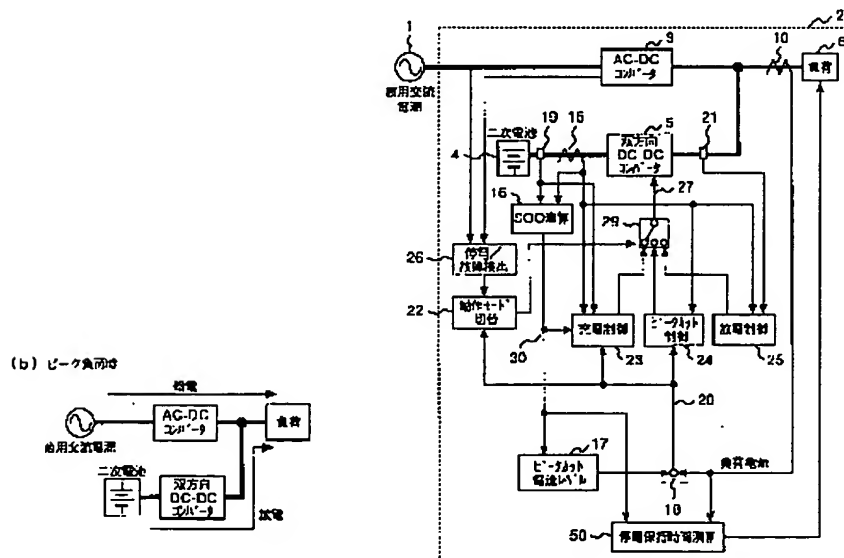 2
1
9
10
6
AC-DC
コンバータ
負荷
商用交流
電源
二次電池
19
16
5
21
双方向
DC-DC
コンバータ
4
27
16
SOC演算
29
26
停電/
故障検出
22
動作モード
切替
充電制御
ピークカット
制御
放電制御
30
23
24
25
20
17
ピークカット
電流レベル
負荷電流
18
50
停電保持時間演算
(b) ピーク負荷時
給電
AC-DC
コンバータ
負荷
商用交流電源
二次電池
双方向
DC-DC
コンバータ
放電